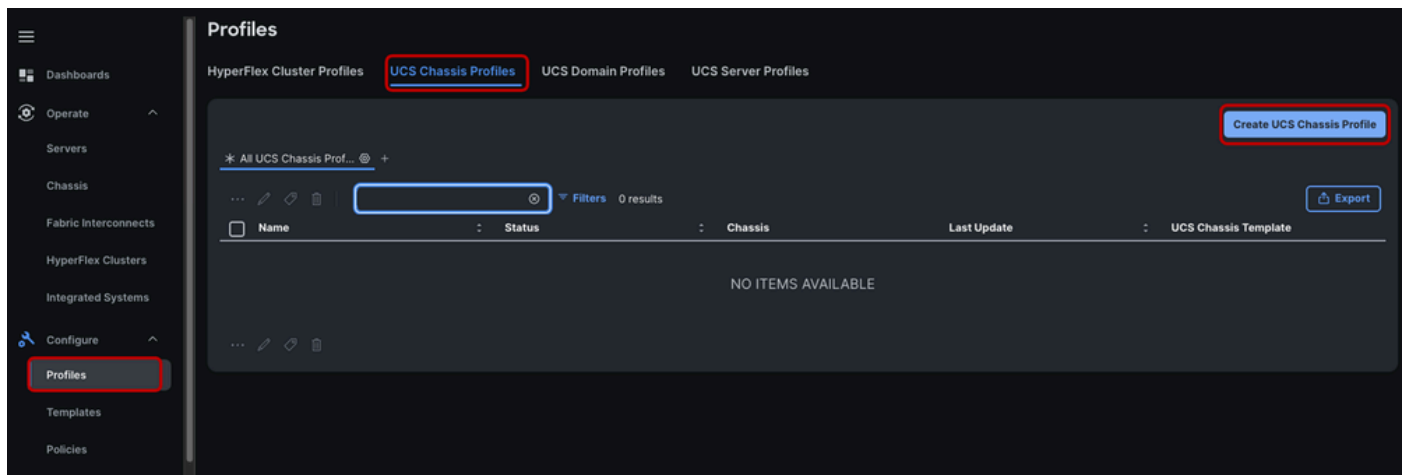 Profiles
Dashboards
Operate
Servers
Chassis
Fabric Interconnects
HyperFlex Clusters
Integrated Systems
Configure
Profiles
Templates
Policies
HyperFlex Cluster Profiles UCS Chassis Profiles UCS Domain Profiles UCS Server Profiles
Create UCS Chassis Profile
All UCS Chassis Prof... +
Filters 0 results Export
Name Status Chassis Last Update UCS Chassis Template
NO ITEMS AVAILABLE